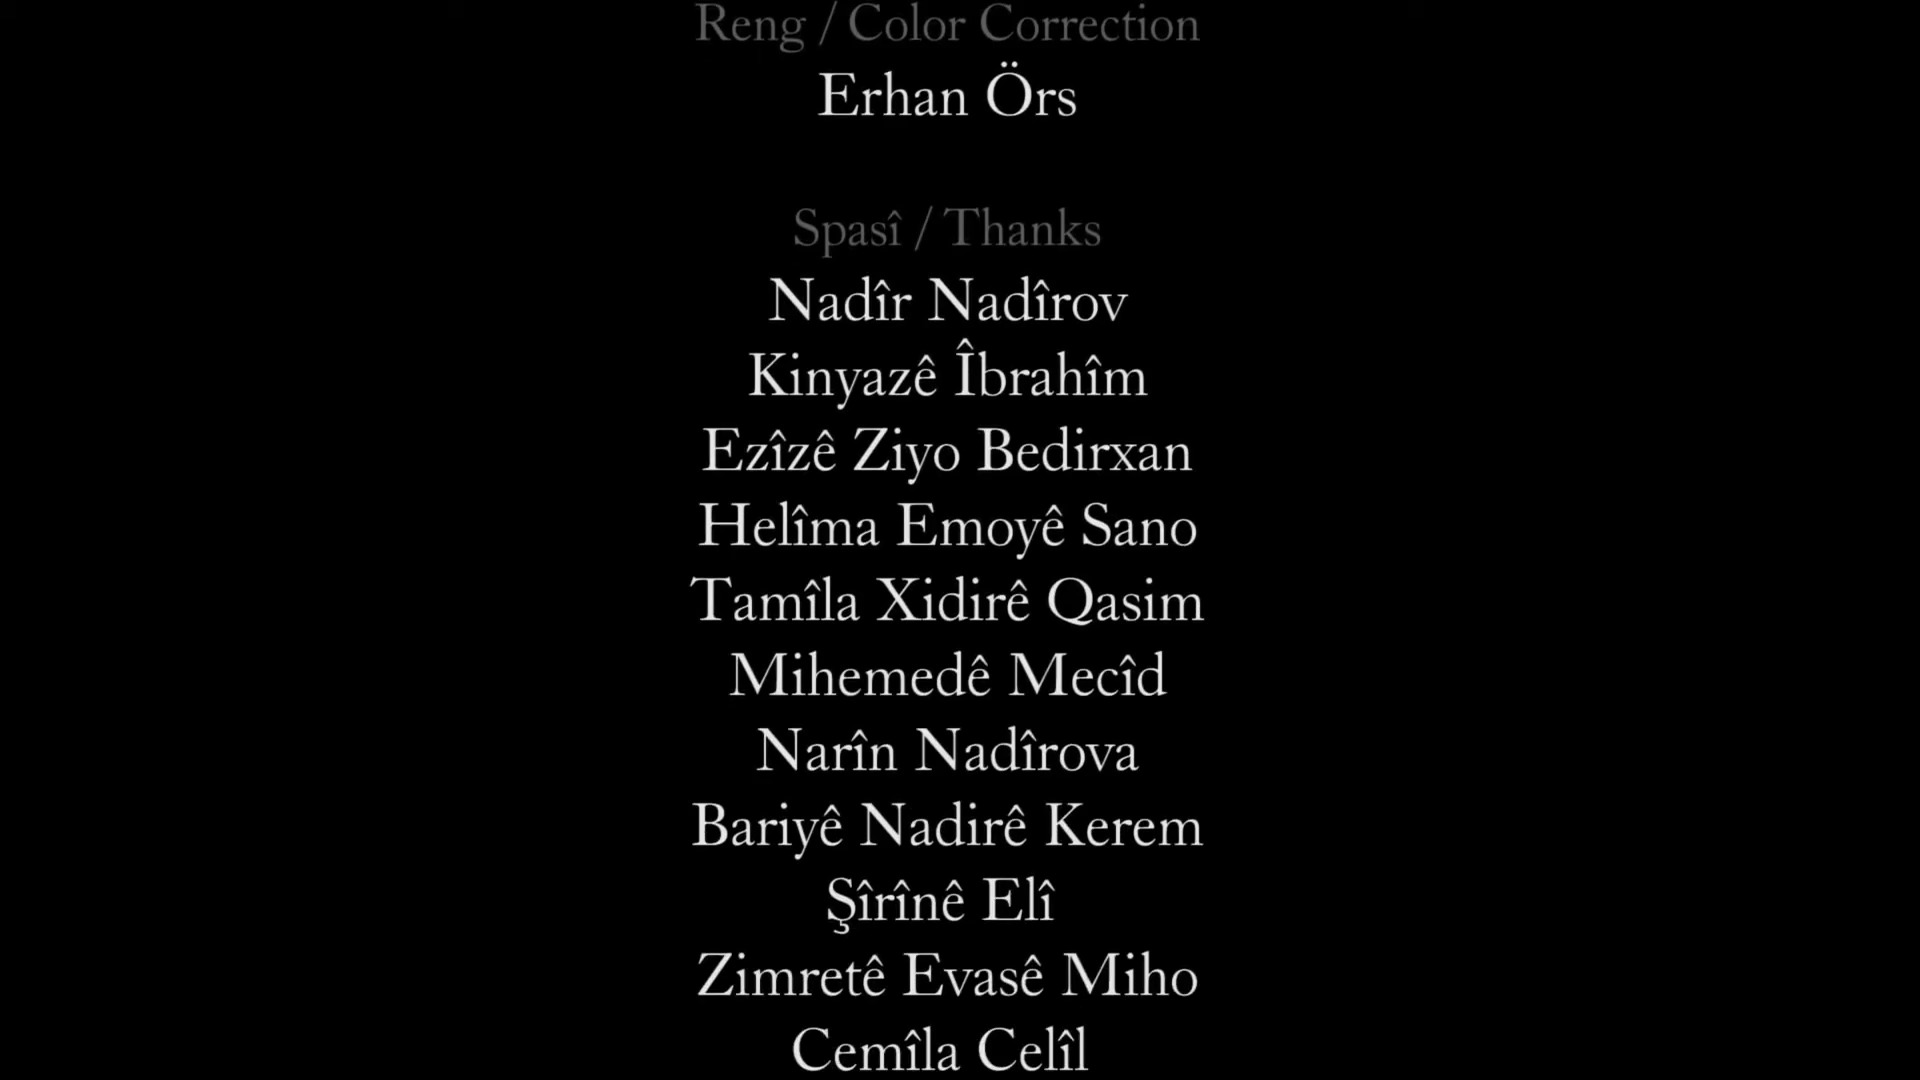 Reng / Color Correction
Erhan Örs
Spasî / Thanks
Nadîr Nadîrov
Kinyazê Îbrahîm
Ezîzê Ziyo Bedirxan
Helîma Emoyê Sano
Tamîla Xidirê Qasim
Mihemedê Mecîd
Narîn Nadîrova
Bariyê Nadirê Kerem
Şîrînê Elî
Zimretê Evasê Miho
Cemîla Celîl